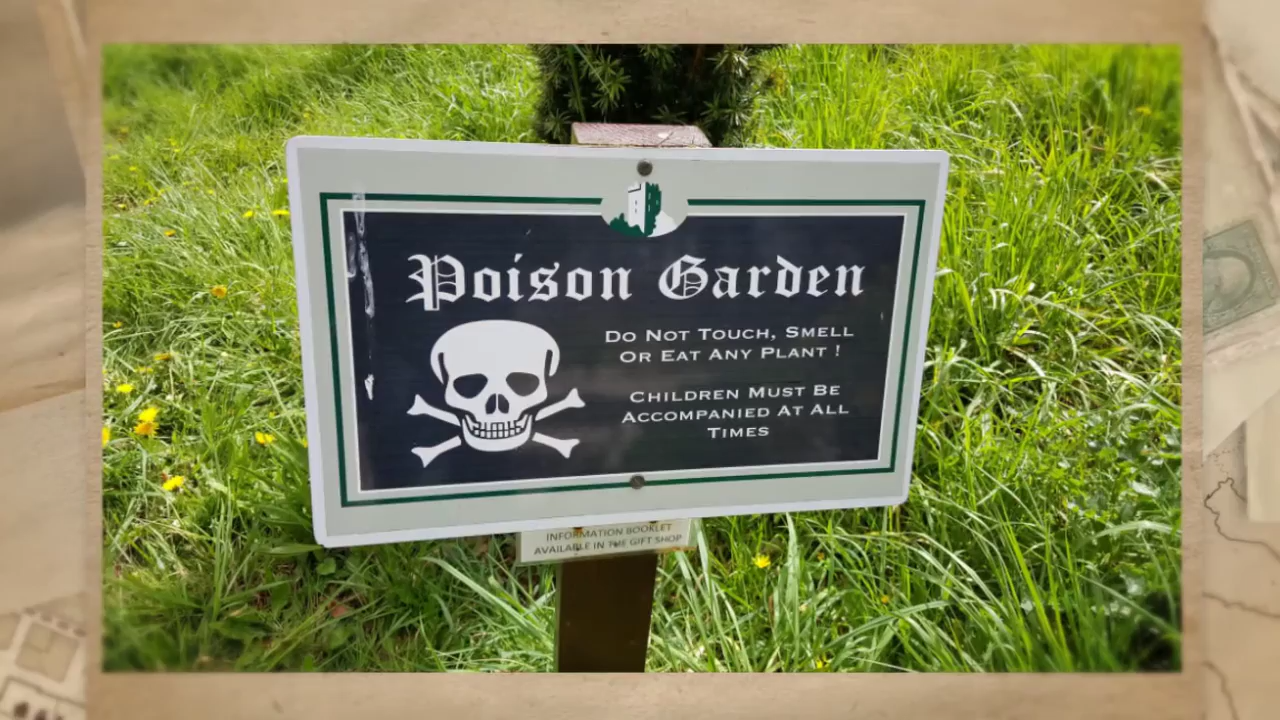 Poison Garden
Do Not Touch, Smell
Or Eat Any Plant !
Children Must Be
Accompanied At All
Times
INFORMATION BOOKLET
AVAILABLE IN THE GIFT SHOP